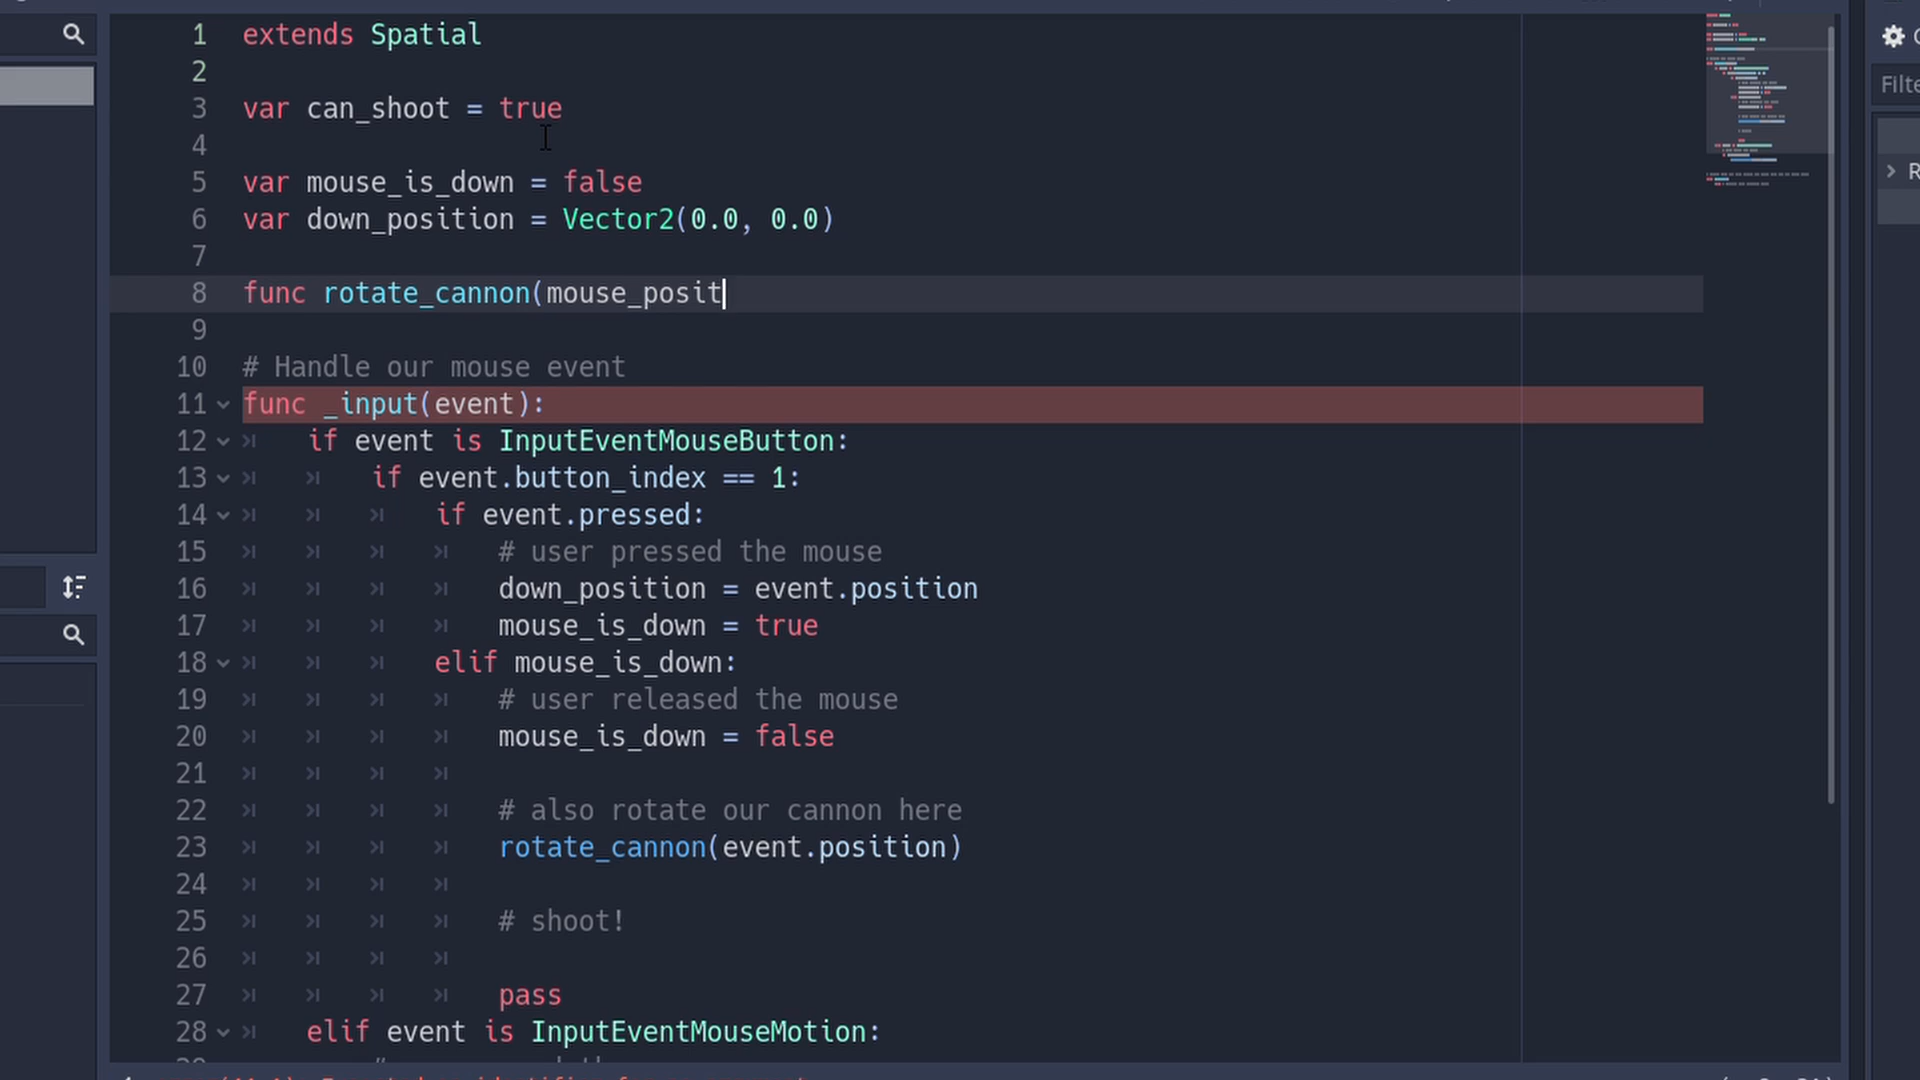 1 extends Spatial
2
3 var can_shoot = true
4
5 var mouse_is_down = false
6 var down_position = Vector2(0.0, 0.0)
7
8 func rotate_cannon(mouse_posit
9
10 # Handle our mouse event
11 func _input(event):
12 if event is InputEventMouseButton:
13 if event.button_index == 1:
14 if event.pressed:
15 # user pressed the mouse
16 down_position = event.position
17 mouse_is_down = true
18 elif mouse_is_down:
19 # user released the mouse
20 mouse_is_down = false
21
22 # also rotate our cannon here
23 rotate_cannon(event.position)
24
25 # shoot!
26
27 pass
28 elif event is InputEventMouseMotion:
Filte
R